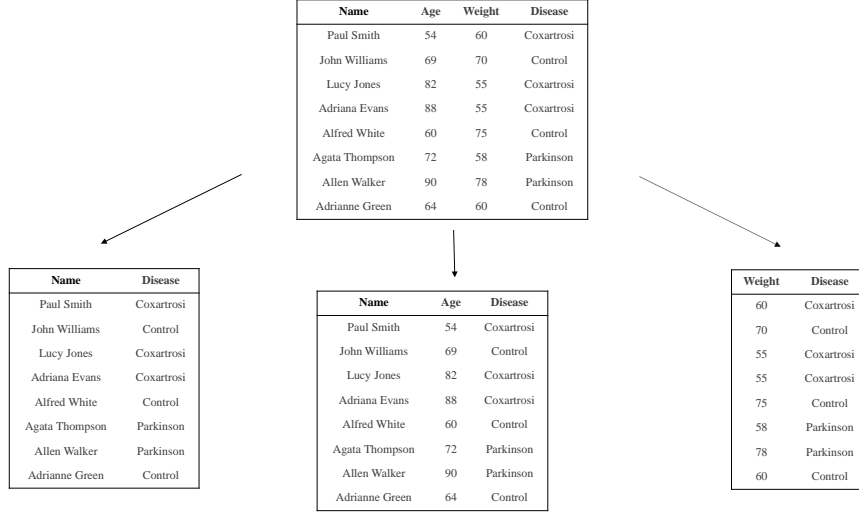 Name Age Weight Disease
Paul Smith 54 60 Coxartrosi
John Williams 69 70 Control
Lucy Jones 82 55 Coxartrosi
Adriana Evans 88 55 Coxartrosi
Alfred White 60 75 Control
Agata Thompson 72 58 Parkinson
Allen Walker 90 78 Parkinson
Adrianne Green 64 60 Control
Name Disease
Paul Smith Coxartrosi
John Williams Control
Lucy Jones Coxartrosi
Adriana Evans Coxartrosi
Alfred White Control
Agata Thompson Parkinson
Allen Walker Parkinson
Adrianne Green Control
Name Age Disease
Paul Smith 54 Coxartrosi
John Williams 69 Control
Lucy Jones 82 Coxartrosi
Adriana Evans 88 Coxartrosi
Alfred White 60 Control
Agata Thompson 72 Parkinson
Allen Walker 90 Parkinson
Adrianne Green 64 Control
Weight Disease
60 Coxartrosi
70 Control
55 Coxartrosi
55 Coxartrosi
75 Control
58 Parkinson
78 Parkinson
60 Control